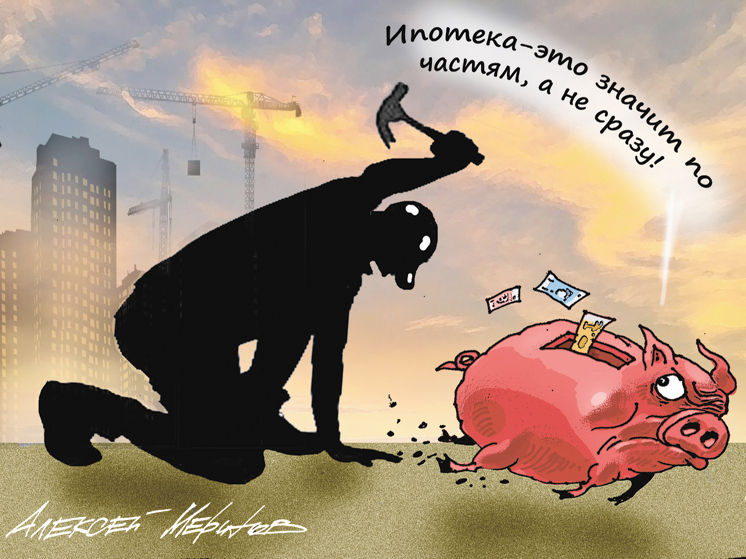 Ипотека-это значит по
частям, а не сразу!
Алексей Меринов